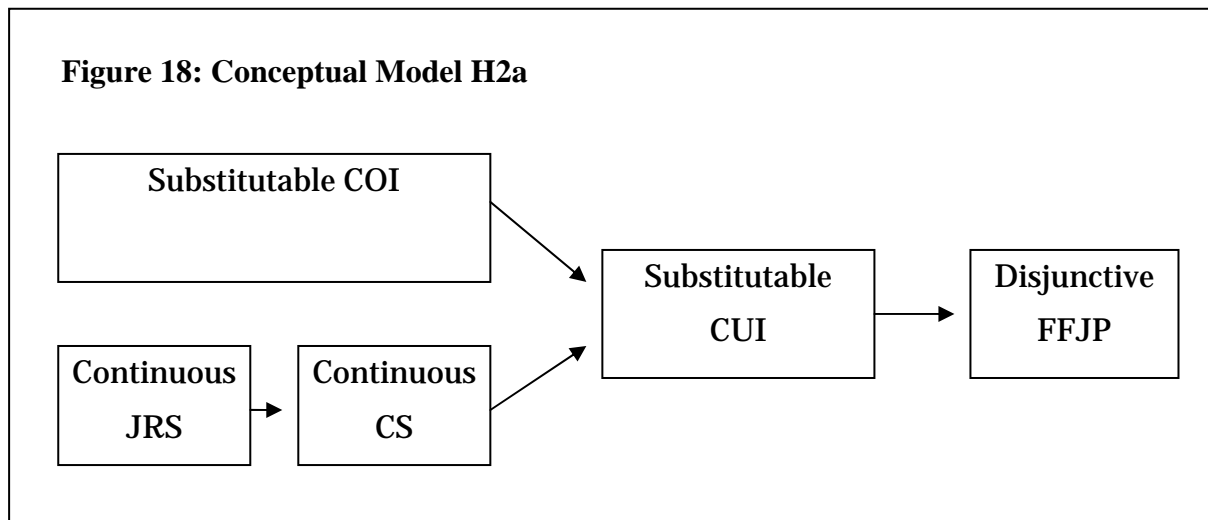 Figure 18: Conceptual Model H2a
Substitutable COI
Substitutable
CUI
Disjunctive
FFJP
Continuous
JRS
Continuous
CS